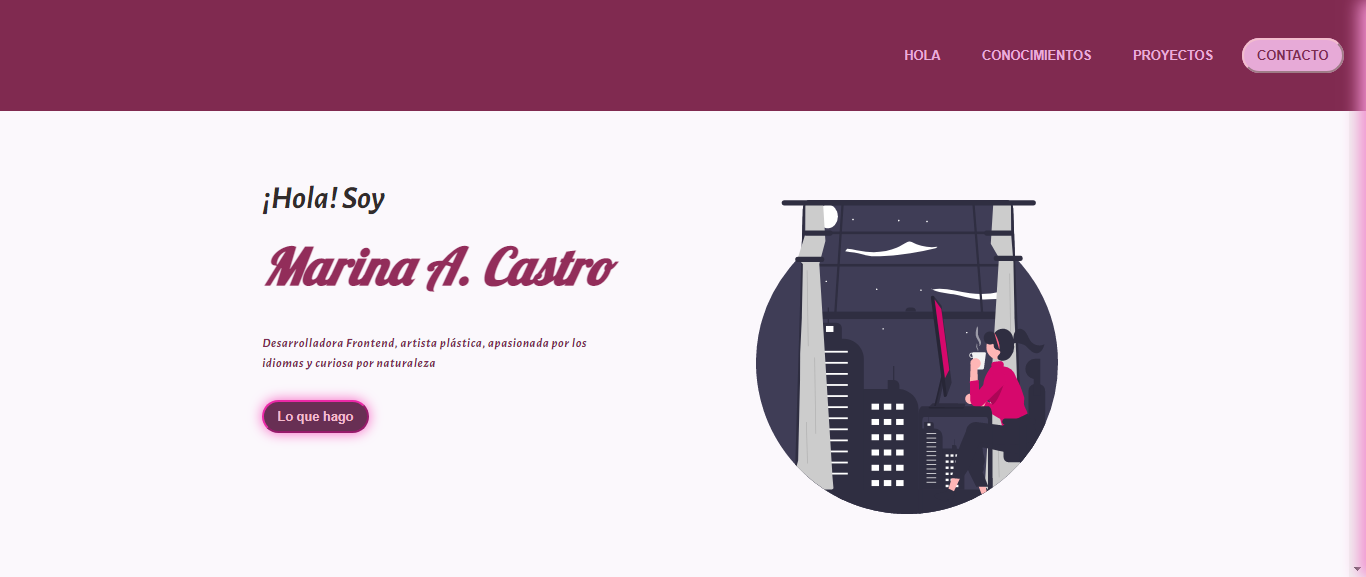 HOLA CONOCIMIENTOS PROYECTOS CONTACTO
¡Hola! Soy
Marina A. Castro
Desarrolladora Frontend, artista plástica, apasionada por los
idiomas y curiosa por naturaleza
Lo que hago